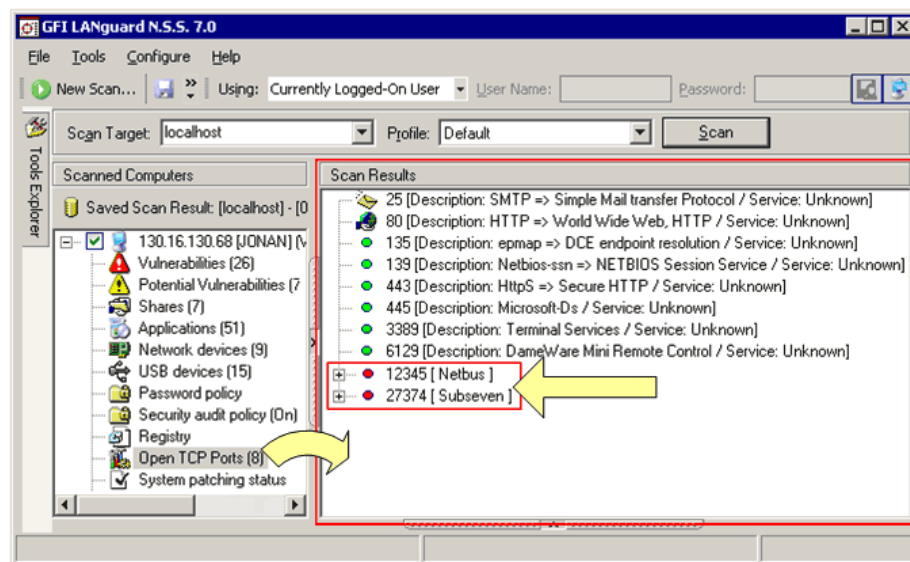 GFI LANguard N.S.S. 7.0
File Tools Configure Help
New Scan... Using: Currently Logged-On User User Name: Password:
Scan Target: localhost Profile: Default Scan
Tools Explorer
Scanned Computers
Saved Scan Result: [localhost] - [0
130.16.130.68 [JONAN] (
Vulnerabilities (26)
Potential Vulnerabilities (7
Shares (7)
Applications (51)
Network devices (9)
USB devices (15)
Password policy
Security audit policy (On)
Registry
Open TCP Ports (8)
System patching status
Scan Results
25 [Description: SMTP => Simple Mail transfer Protocol / Service: Unknown]
80 [Description: HTTP => World Wide Web, HTTP / Service: Unknown]
135 [Description: epmap => DCE endpoint resolution / Service: Unknown]
139 [Description: Netbios-ssn => NETBIOS Session Service / Service: Unknown]
443 [Description: HttpS => Secure HTTP / Service: Unknown]
445 [Description: Microsoft-Ds / Service: Unknown]
3389 [Description: Terminal Services / Service: Unknown]
6129 [Description: DameWare Mini Remote Control / Service: Unknown]
12345 [ Netbus ]
27374 [ Subseven ]